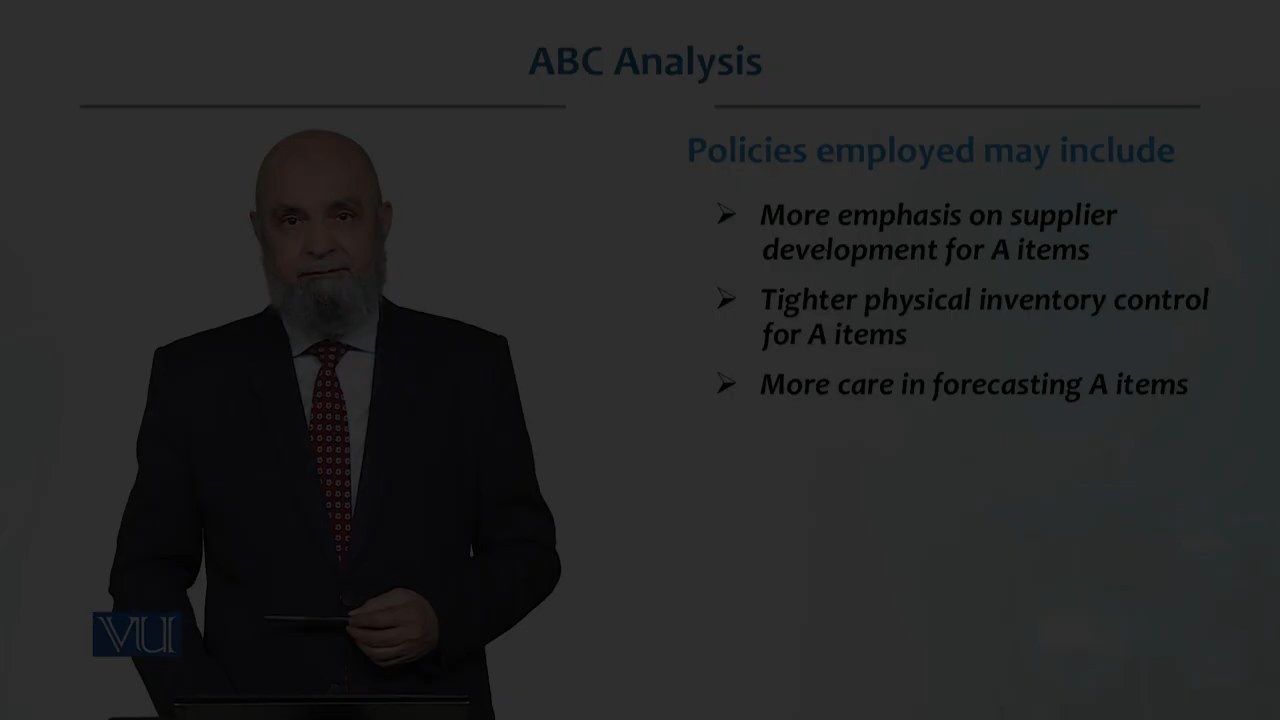 ABC Analysis
Policies employed may include
➢ More emphasis on supplier
development for A items
➢ Tighter physical inventory control
for A items
➢ More care in forecasting A items
VU